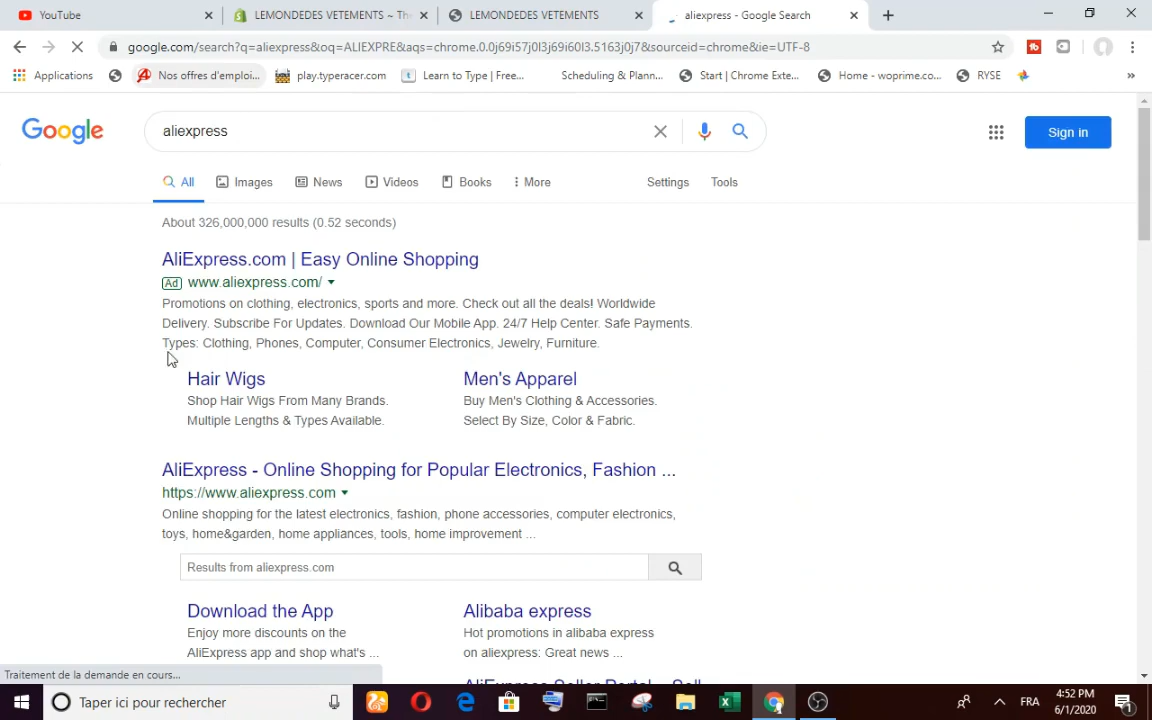 YouTube
LEMONDEDES VETEMENTS ~ The
LEMONDEDES VETEMENTS
aliexpress - Google Search
google.com/search?q=aliexpress&oq=ALIEXPRE&aqs=chrome.0.0j69i57j0l3j69i60l3.5163j0j7&sourceid=chrome&ie=UTF-8
Applications
Nos offres d'emploi...
play.typeracer.com
Learn to Type | Free...
Scheduling & Plann...
Start | Chrome Exte...
Home - woprime.co...
RYSE
Google
aliexpress
Sign in
All
Images
News
Videos
Books
More
Settings
Tools
About 326,000,000 results (0.52 seconds)
AliExpress.com | Easy Online Shopping
Ad www.aliexpress.com/
Promotions on clothing, electronics, sports and more. Check out all the deals! Worldwide
Delivery. Subscribe For Updates. Download Our Mobile App. 24/7 Help Center. Safe Payments.
Types: Clothing, Phones, Computer, Consumer Electronics, Jewelry, Furniture.
Hair Wigs
Shop Hair Wigs From Many Brands.
Multiple Lengths & Types Available.
Men's Apparel
Buy Men's Clothing & Accessories.
Select By Size, Color & Fabric.
AliExpress - Online Shopping for Popular Electronics, Fashion ...
https://www.aliexpress.com
Online shopping for the latest electronics, fashion, phone accessories, computer electronics,
toys, home&garden, home appliances, tools, home improvement ...
Results from aliexpress.com
Download the App
Enjoy more discounts on the
AliExpress app and shop what's ...
Alibaba express
Hot promotions in alibaba express
on aliexpress: Great news ...
AliExpress Seller Portal - Sell
Traitement de la demande en cours...
Taper ici pour rechercher
FRA
4:52 PM
6/1/2020
1